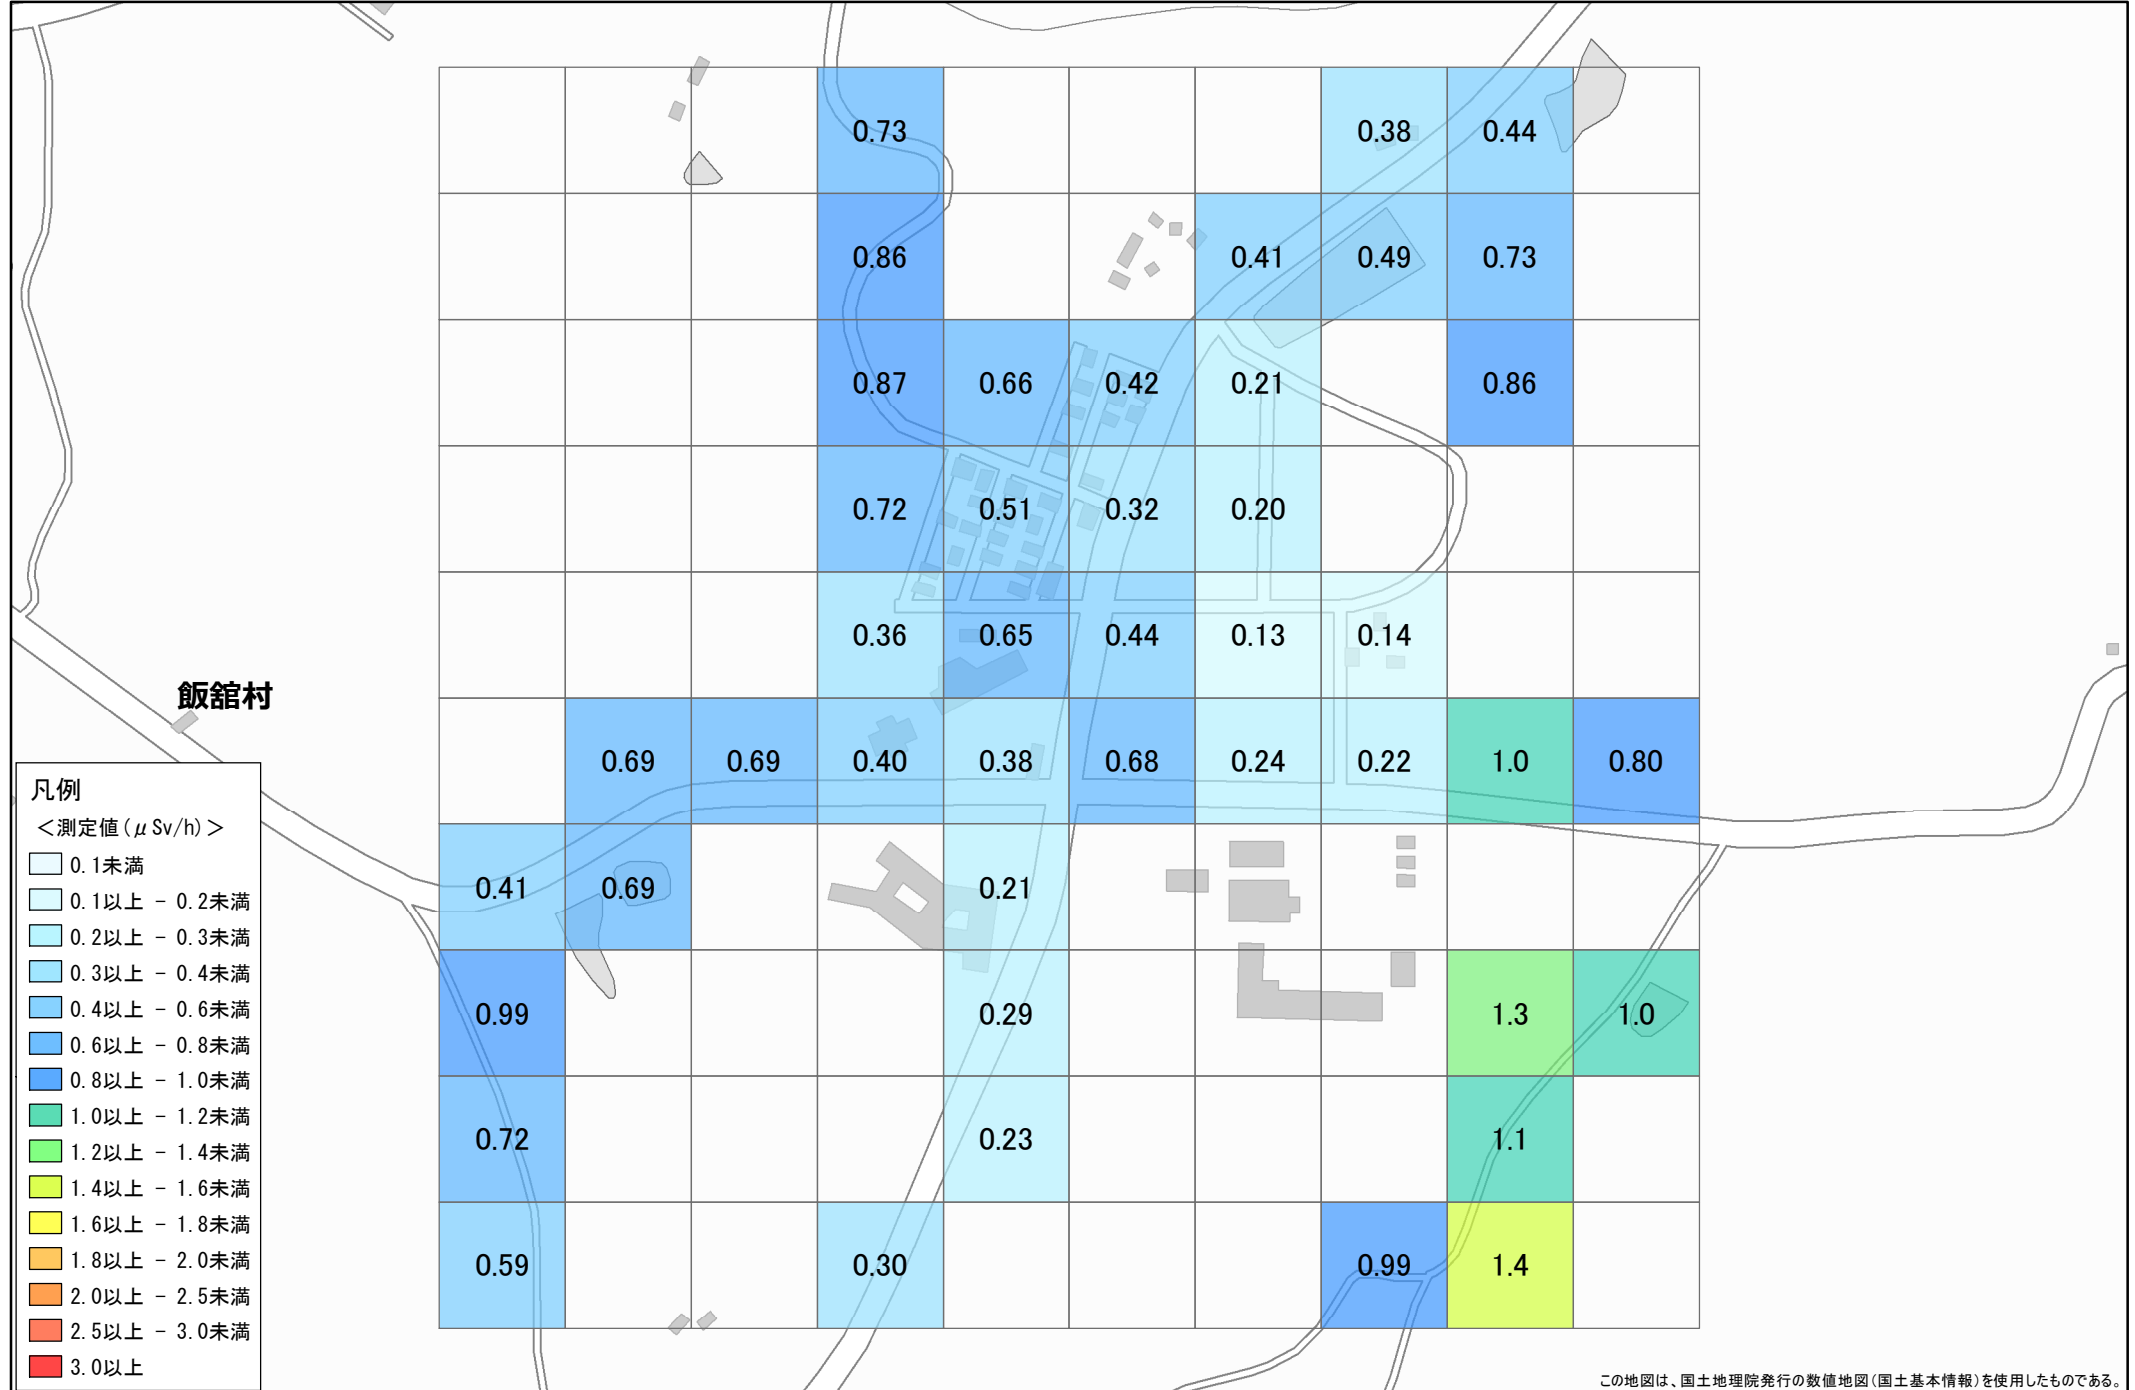 0.73 0.38 0.44
0.86 0.41 0.49 0.73
0.87 0.66 0.42 0.21 0.86
0.72 0.51 0.32 0.20
0.36 0.65 0.44 0.13 0.14
飯舘村
0.69 0.69 0.40 0.38 0.68 0.24 0.22 1.0 0.80
0.41 0.69 0.21
0.99 0.29 1.3 1.0
0.72 0.23 1.1
0.59 0.30 0.99 1.4
凡例
＜測定値(μSv/h)＞
0.1未満
0.1以上 - 0.2未満
0.2以上 - 0.3未満
0.3以上 - 0.4未満
0.4以上 - 0.6未満
0.6以上 - 0.8未満
0.8以上 - 1.0未満
1.0以上 - 1.2未満
1.2以上 - 1.4未満
1.4以上 - 1.6未満
1.6以上 - 1.8未満
1.8以上 - 2.0未満
2.0以上 - 2.5未満
2.5以上 - 3.0未満
3.0以上
この地図は、国土地理院発行の数値地図(国土基本情報)を使用したものである。